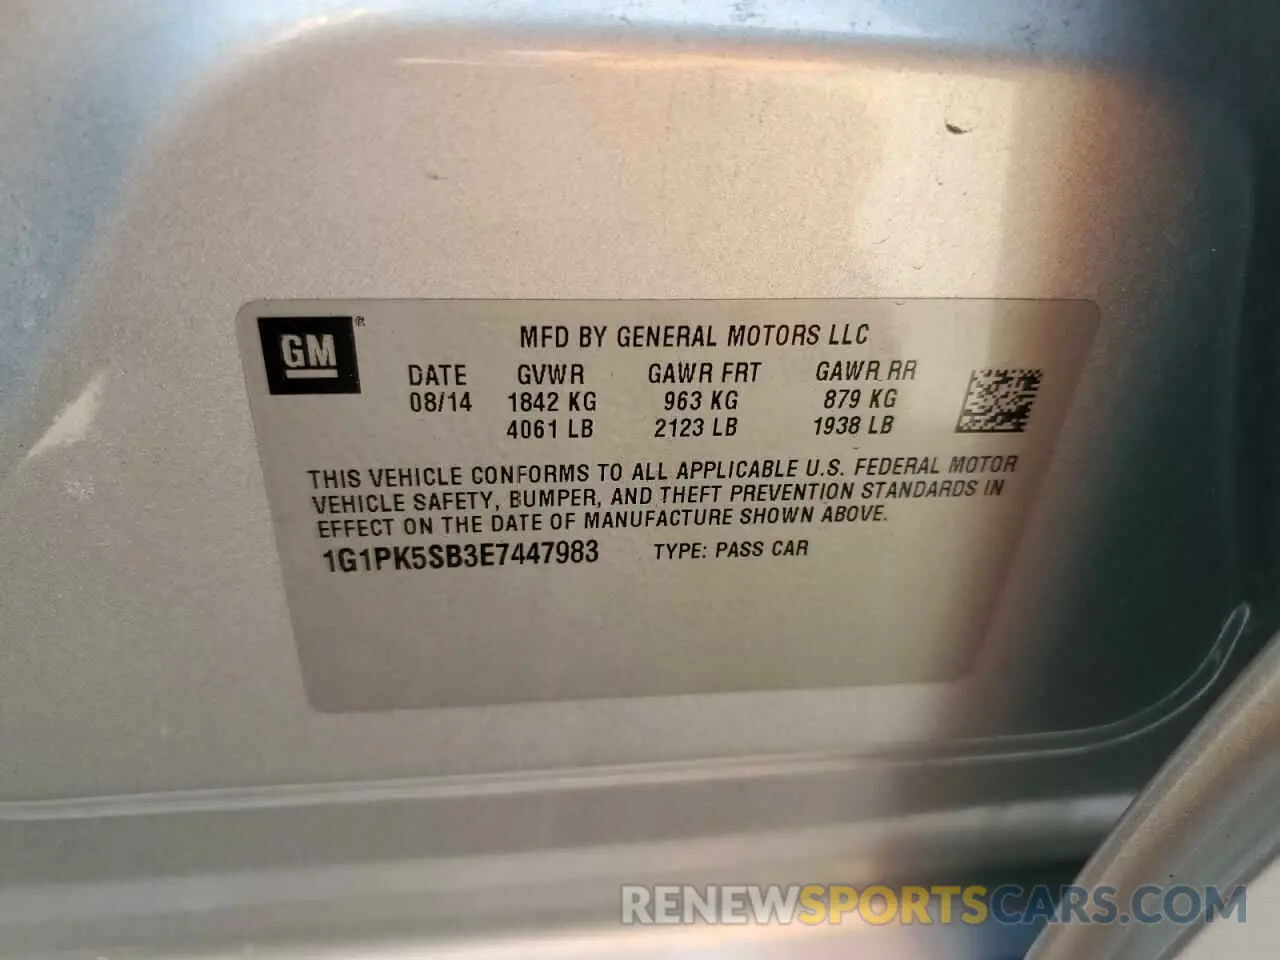 GM ®
MFD BY GENERAL MOTORS LLC
DATE GVWR GAWR FRT GAWR RR
08/14 1842 KG 963 KG 879 KG
4061 LB 2123 LB 1938 LB
THIS VEHICLE CONFORMS TO ALL APPLICABLE U.S. FEDERAL MOTOR
VEHICLE SAFETY, BUMPER, AND THEFT PREVENTION STANDARDS IN
EFFECT ON THE DATE OF MANUFACTURE SHOWN ABOVE.
1G1PK5SB3E7447983 TYPE: PASS CAR
RENEWSPORTSCARS.COM